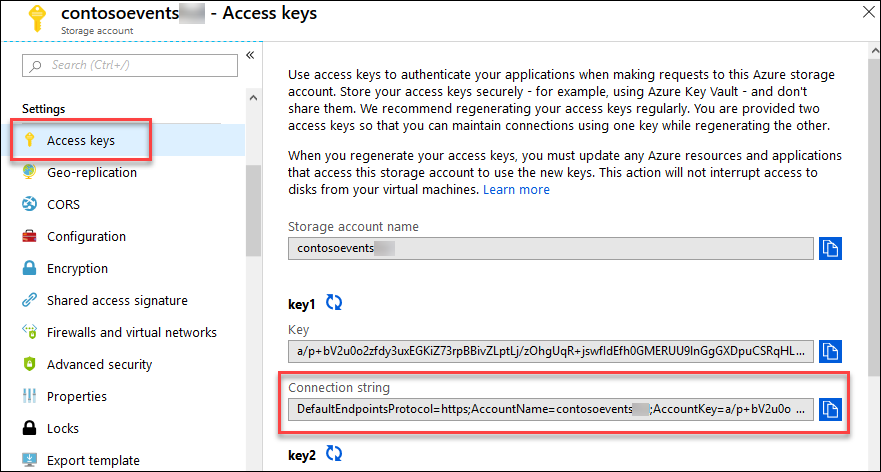 contosoevents - Access keys
Storage account
Search (Ctrl+/)
Settings
Access keys
Geo-replication
CORS
Configuration
Encryption
Shared access signature
Firewalls and virtual networks
Advanced security
Properties
Locks
Export template
Use access keys to authenticate your applications when making requests to this Azure storage
account. Store your access keys securely - for example, using Azure Key Vault - and don't
share them. We recommend regenerating your access keys regularly. You are provided two
access keys so that you can maintain connections using one key while regenerating the other.
When you regenerate your access keys, you must update any Azure resources and applications
that access this storage account to use the new keys. This action will not interrupt access to
disks from your virtual machines. Learn more
Storage account name
contosoevents
key1
Key
a/p+bV2u0o2zfdy3uxEGKiZ73rpBBivZLptLj/zOhgUqR+jswfIdEfh0GMERUU9InGgGXDpuCSRqHL...
Connection string
DefaultEndpointsProtocol=https;AccountName=contosoevents;AccountKey=a/p+bV2u0o ...
key2